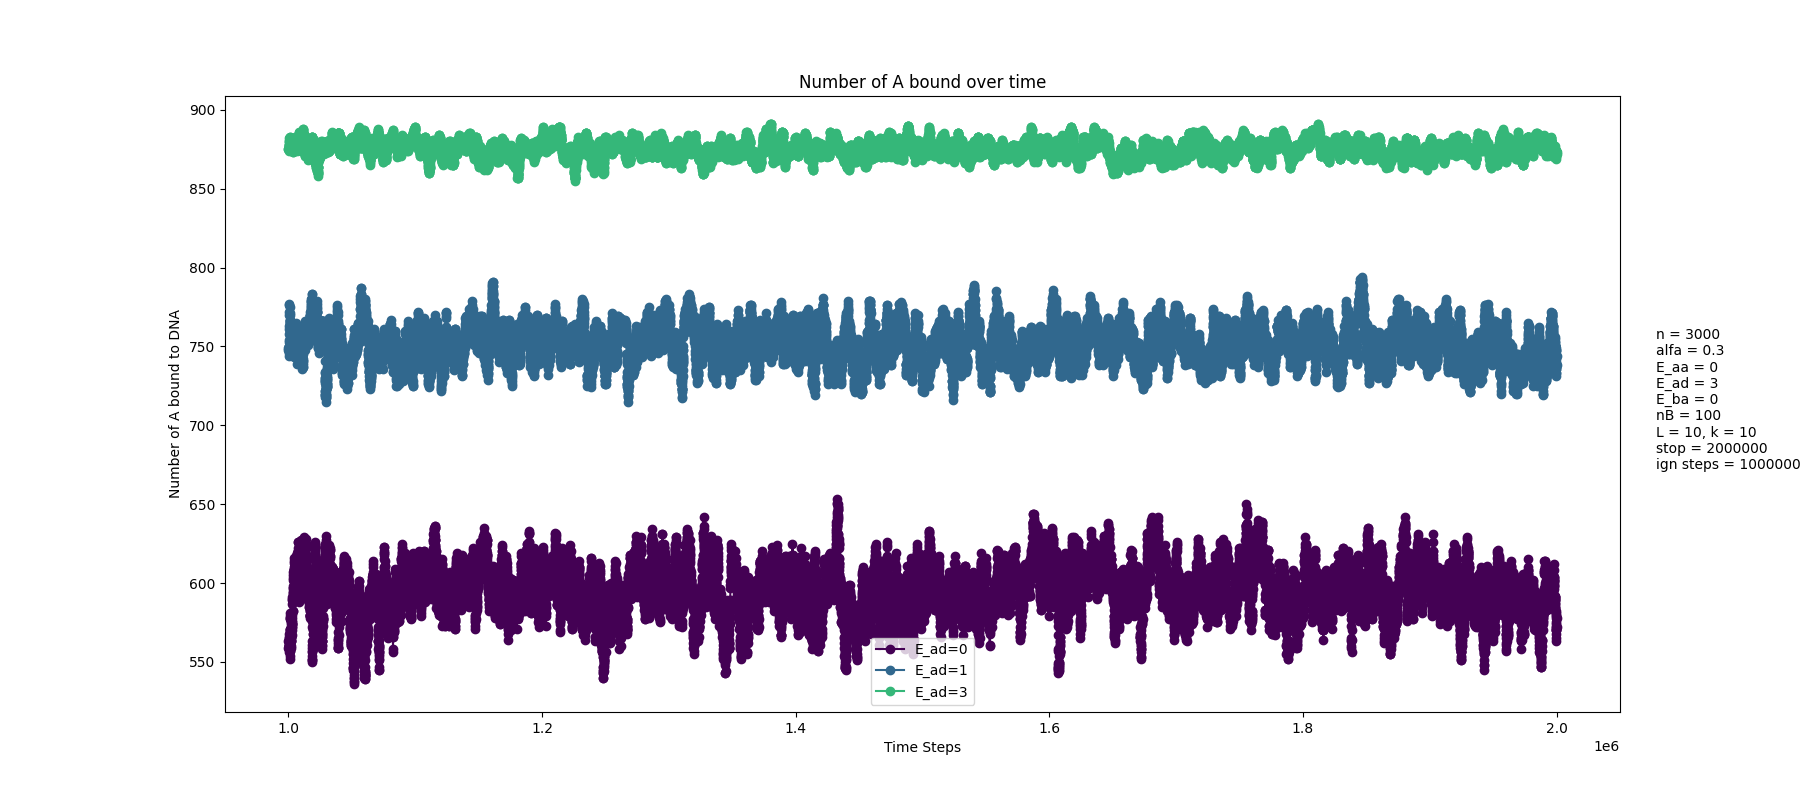 Number of A bound over time
Number of A bound to DNA
900
850
800
750
700
650
600
550
1.0
1.2
1.4
1.6
1.8
2.0
1e6
Time Steps
E_ad=0
E_ad=1
E_ad=3
n = 3000
alfa = 0.3
E_aa = 0
E_ad = 3
E_ba = 0
nB = 100
L = 10, k = 10
stop = 2000000
ign steps = 1000000